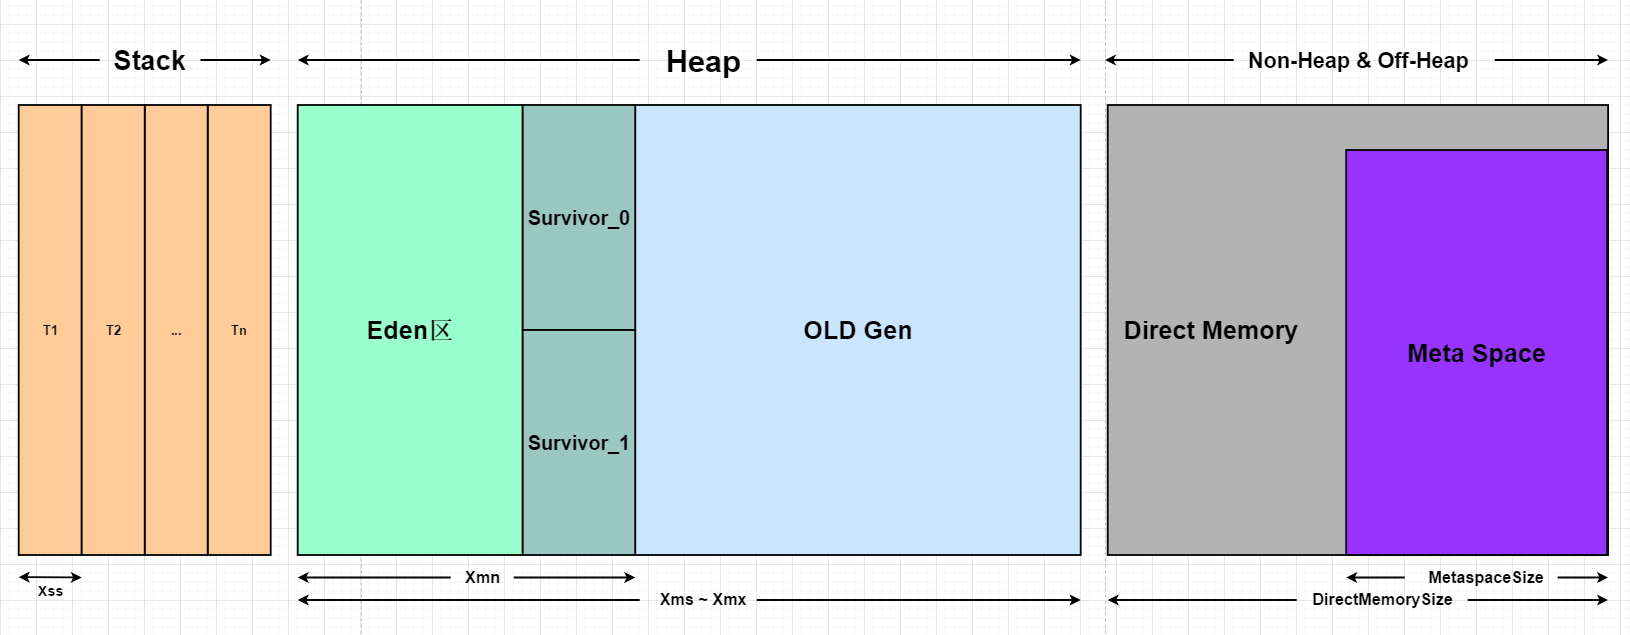 Stack
Heap
Non-Heap & Off-Heap
T1
T2
...
Tn
Eden区
Survivor_0
Survivor_1
OLD Gen
Direct Memory
Meta Space
Xss
Xmn
Xms ~ Xmx
MetaspaceSize
DirectMemorySize